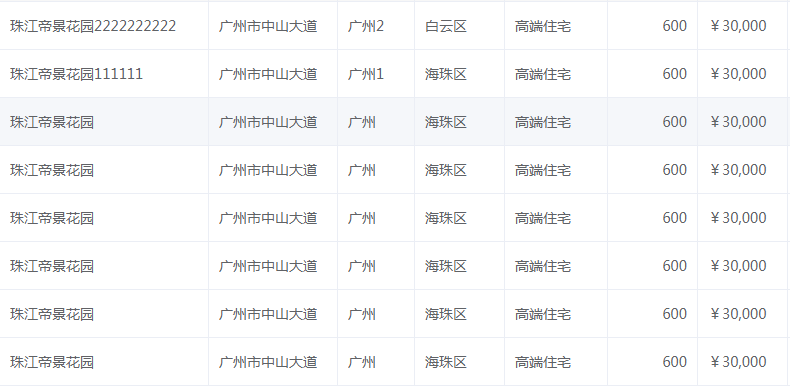 珠江帝景花园2222222222 广州市中山大道 广州2 白云区 高端住宅 600 ¥30,000
珠江帝景花园111111 广州市中山大道 广州1 海珠区 高端住宅 600 ¥30,000
珠江帝景花园 广州市中山大道 广州 海珠区 高端住宅 600 ¥30,000
珠江帝景花园 广州市中山大道 广州 海珠区 高端住宅 600 ¥30,000
珠江帝景花园 广州市中山大道 广州 海珠区 高端住宅 600 ¥30,000
珠江帝景花园 广州市中山大道 广州 海珠区 高端住宅 600 ¥30,000
珠江帝景花园 广州市中山大道 广州 海珠区 高端住宅 600 ¥30,000
珠江帝景花园 广州市中山大道 广州 海珠区 高端住宅 600 ¥30,000